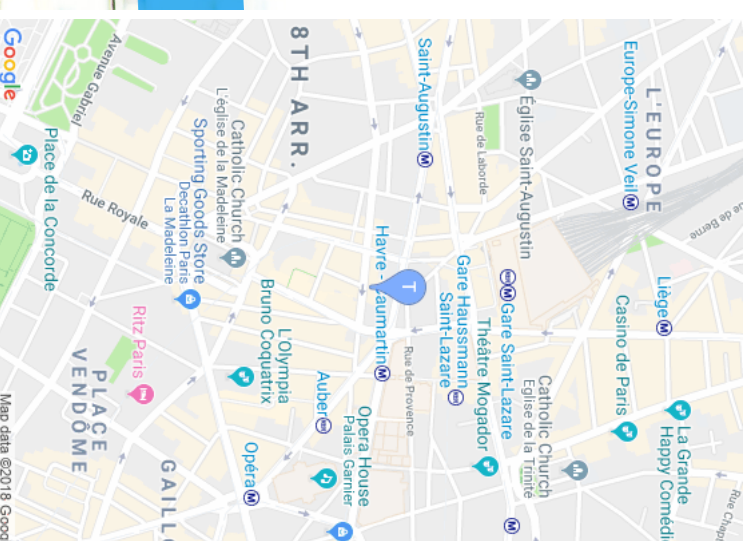 Europe-Simone Veil
L'EUROPE
e de Berne
Liège
Casino de Paris
La Grande
Happy Comédi
Rue Chap
Église Saint-Augustin
Rue de Laborde
Saint-Augustin
Gare Saint-Lazare
Gare Haussmann
Saint-Lazare
Théâtre Mogador
Catholic Church
Eglise de la Trinité
8TH ARR.
T
Havre - Caumartin
Rue de Provence
Catholic Church
L'église de la Madeleine
Sporting Goods Store
Decathlon Paris
La Madeleine
L'Olympia
Bruno Coquatrix
Auber
Opera House
Palais Garnier
Opéra
Avenue Gabriel
Rue Royale
Place de la Concorde
Ritz Paris
PLACE
VENDÔME
GAILL
Google
Map data ©2018 Goog